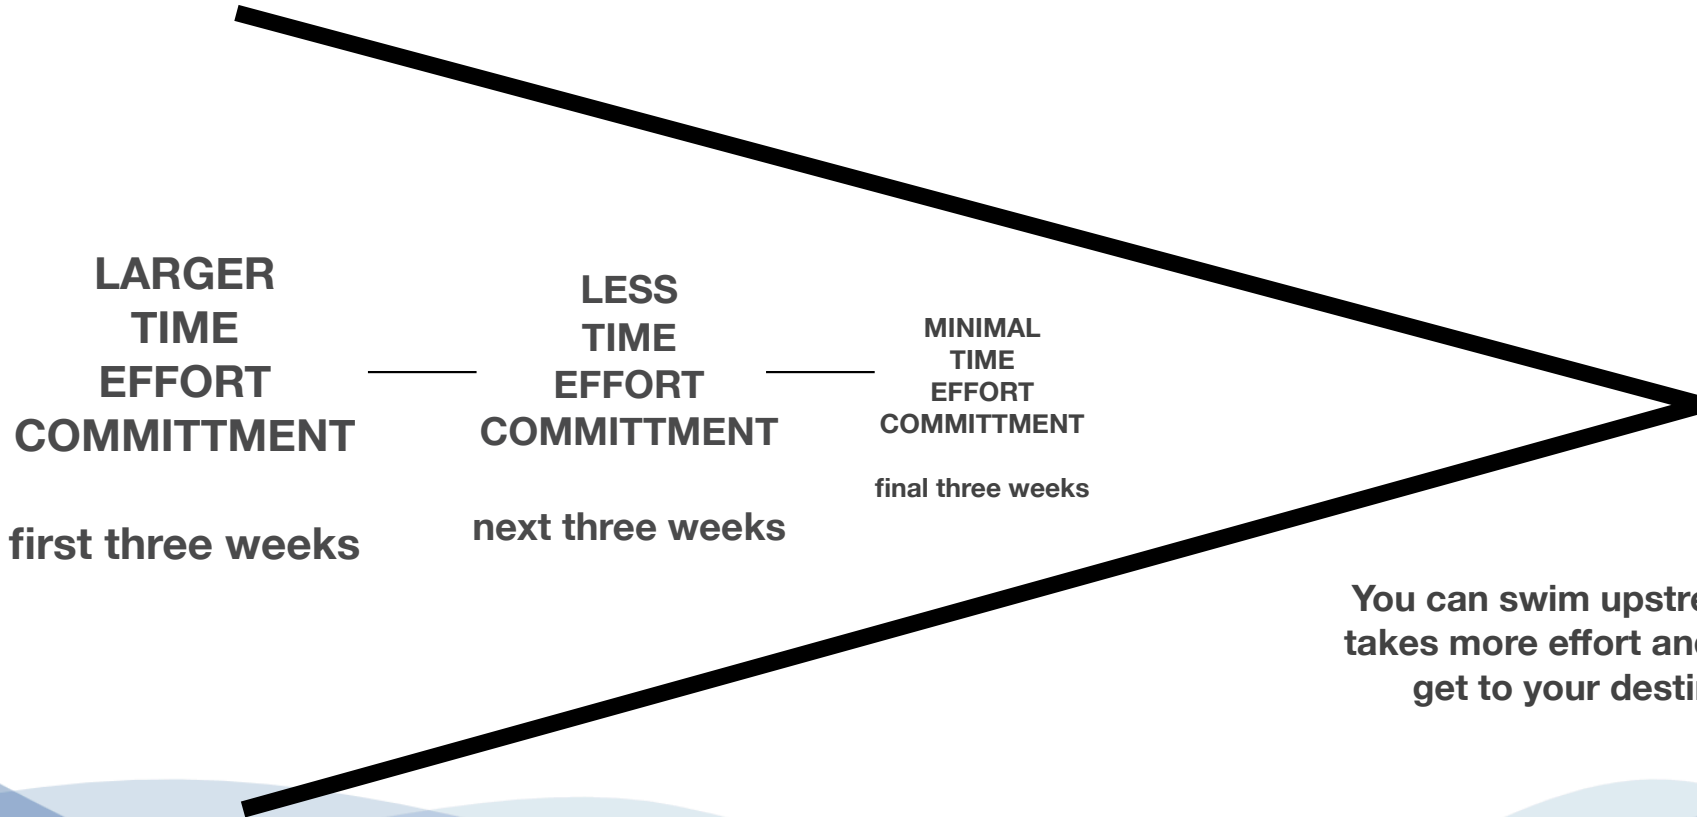 LARGER
TIME
EFFORT
COMMITTMENT
first three weeks
LESS
TIME
EFFORT
COMMITTMENT
next three weeks
MINIMAL
TIME
EFFORT
COMMITTMENT
final three weeks
You can swim
takes more effort
get to your